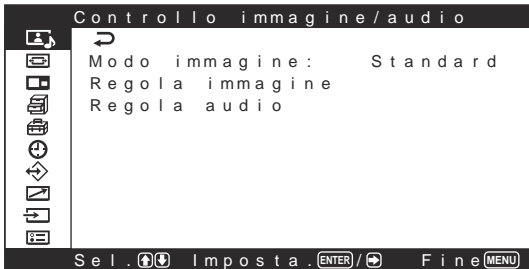 Controllo immagine/audio
Modo immagine: Standard
Regola immagine
Regola audio
Sel. Imposta. ENTER / Fine MENU